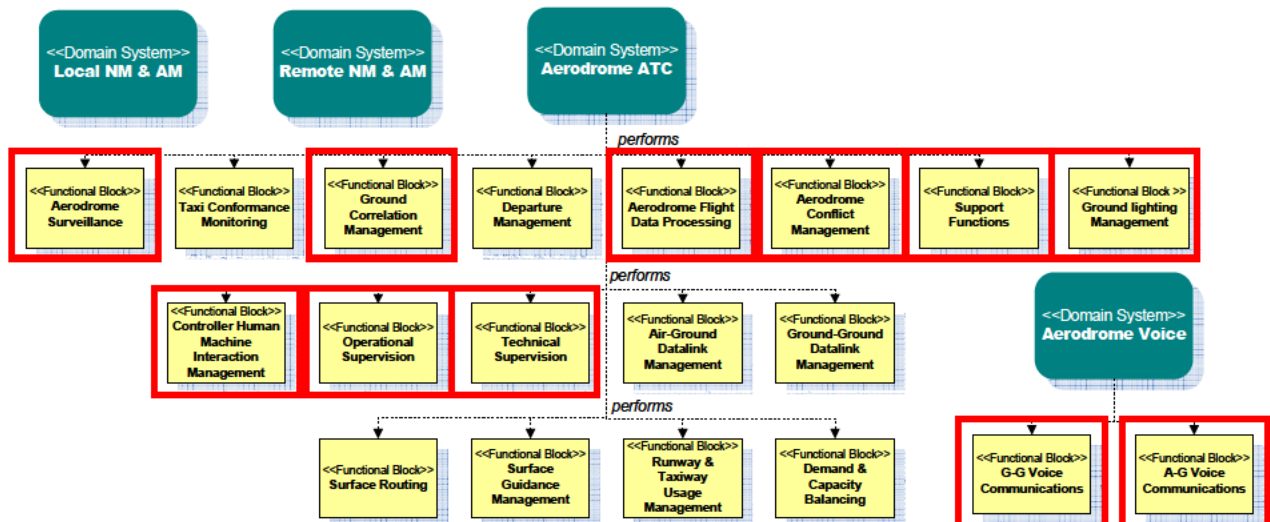 <<Domain System>>
Local NM & AM
<<Domain System>>
Remote NM & AM
<<Domain System>>
Aerodrome ATC
performs
<<Functional Block>>
Aerodrome
Surveillance
<<Functional Block>>
Taxi Conformance
Monitoring
<<Functional Block>>
Ground
Correlation
Management
<<Functional Block>>
Departure
Management
<<Functional Block>>
Aerodrome Flight
Data Processing
<<Functional Block>>
Aerodrome
Conflict
Management
<<Functional Block>>
Support
Functions
<<Functional Block >>
Ground lighting
Management
performs
<<Functional Block>>
Controller Human
Machine
Interaction
Management
<<Functional Block>>
Operational
Supervision
<<Functional Block>>
Technical
Supervision
<<Functional Block>>
Air-Ground
Datalink
Management
<<Functional Block>>
Ground-Ground
Datalink
Management
<<Domain System>>
Aerodrome Voice
performs
<<Functional Block>>
Surface Routing
<<Functional Block>>
Surface
Guidance
Management
<<Functional Block>>
Runway &
Taxiway
Usage
Management
<<Functional Block>>
Demand &
Capacity
Balancing
<<Functional Block>>
G-G Voice
Communications
<<Functional Block>>
A-G Voice
Communications